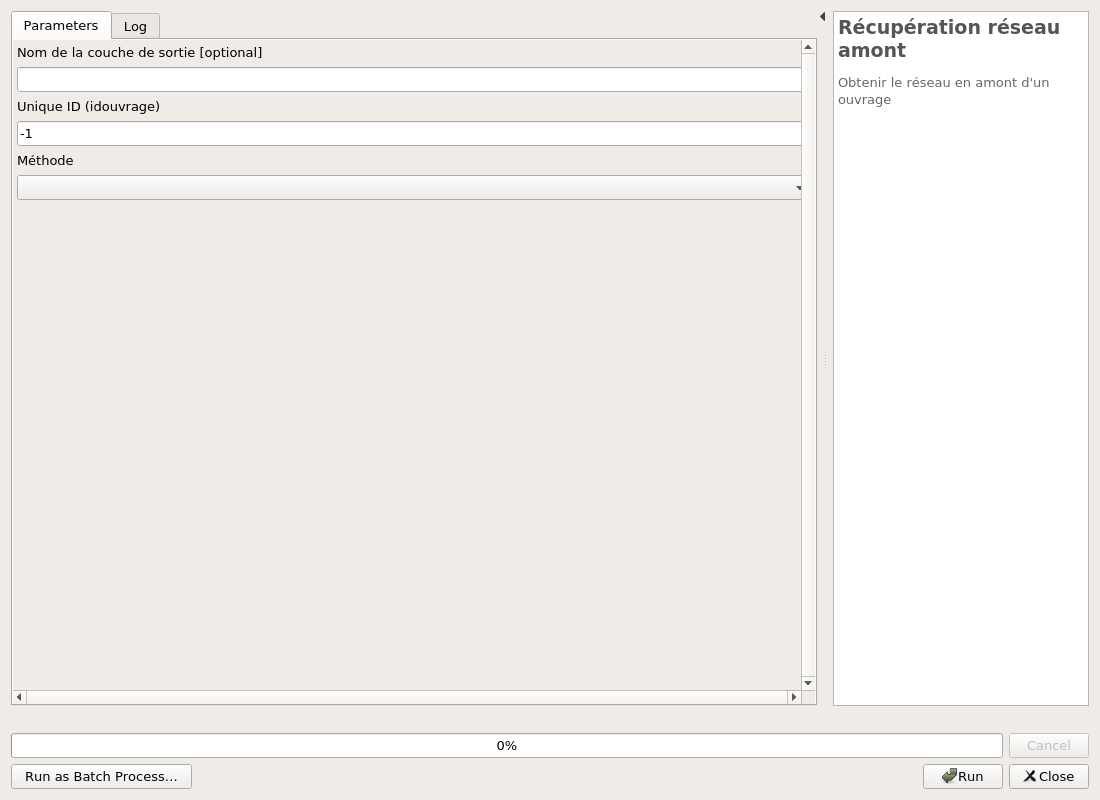 Parameters
Log
Nom de la couche de sortie [optional]
Unique ID (idouvrage)
-1
Méthode
Récupération réseau
amont
Obtenir le réseau en amont d'un
ouvrage
0%
Cancel
Run as Batch Process...
Run
Close